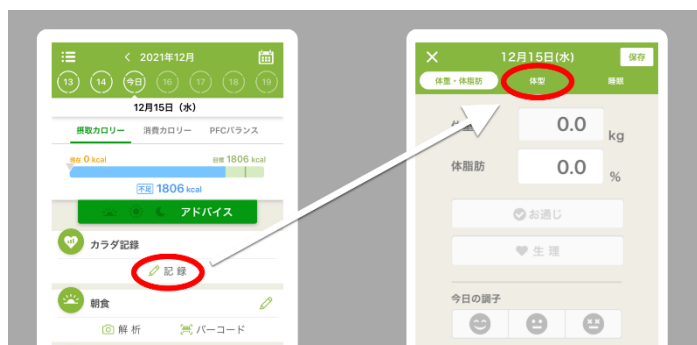 2021年12月
13 14 今日 16 17 18 19
12月15日（水）
摂取カロリー 消費カロリー PFCバランス
現在 0 kcal 目標 1806 kcal
不足 1806 kcal
アドバイス
カラダ記録
記録
朝食
解析 バーコード
12月15日(水) 保存
体重・体脂肪 体型 睡眠
0.0 kg
体脂肪 0.0 %
お通じ
生理
今日の調子